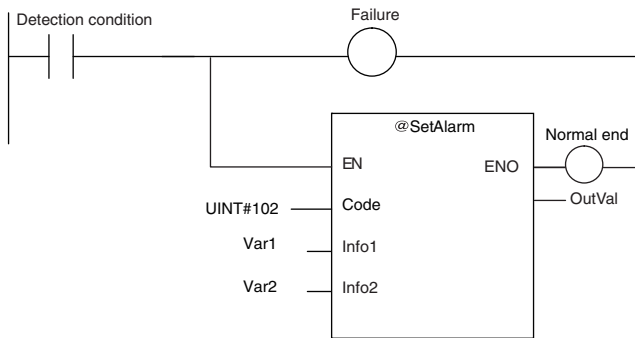 Failure
Detection condition
@SetAlarm
Normal end
EN
ENO
OutVal
UINT#102
Code
Var1
Info1
Var2
Info2